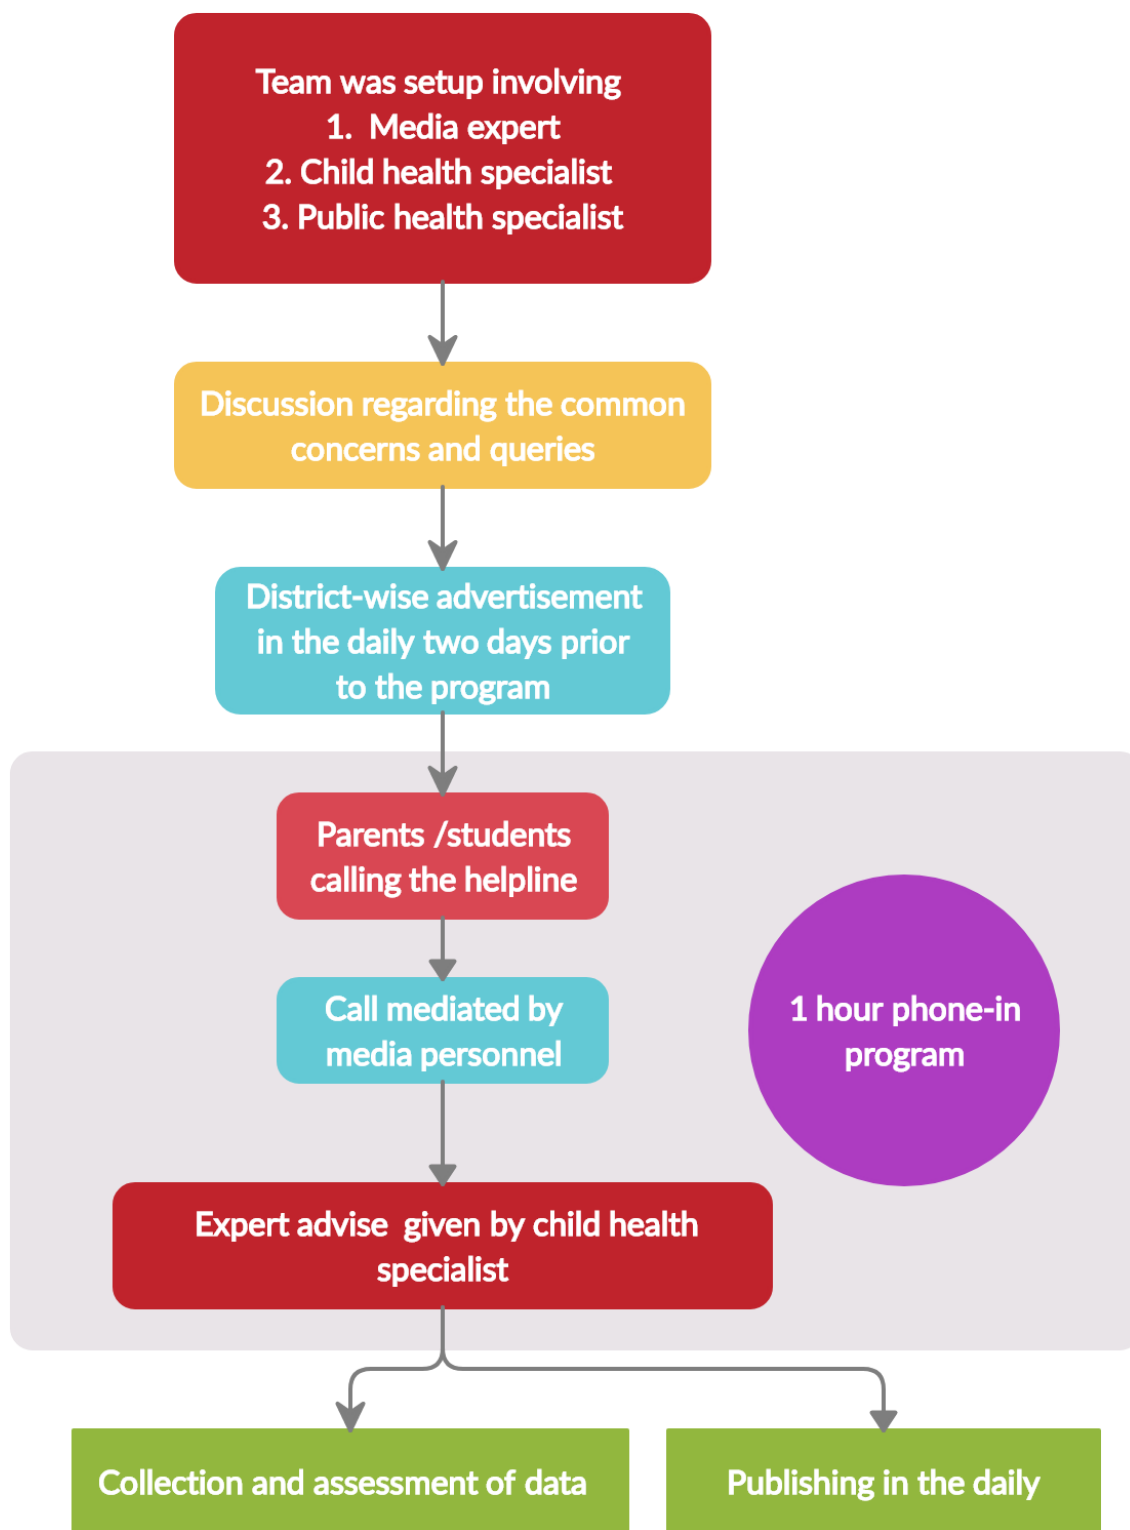 Team was setup involving
1. Media expert
2. Child health specialist
3. Public health specialist
Discussion regarding the common
concerns and queries
District-wise advertisement
in the daily two days prior
to the program
Parents /students
calling the helpline
Call mediated by
media personnel
1 hour phone-in
program
Expert advise given by child health
specialist
Collection and assessment of data
Publishing in the daily